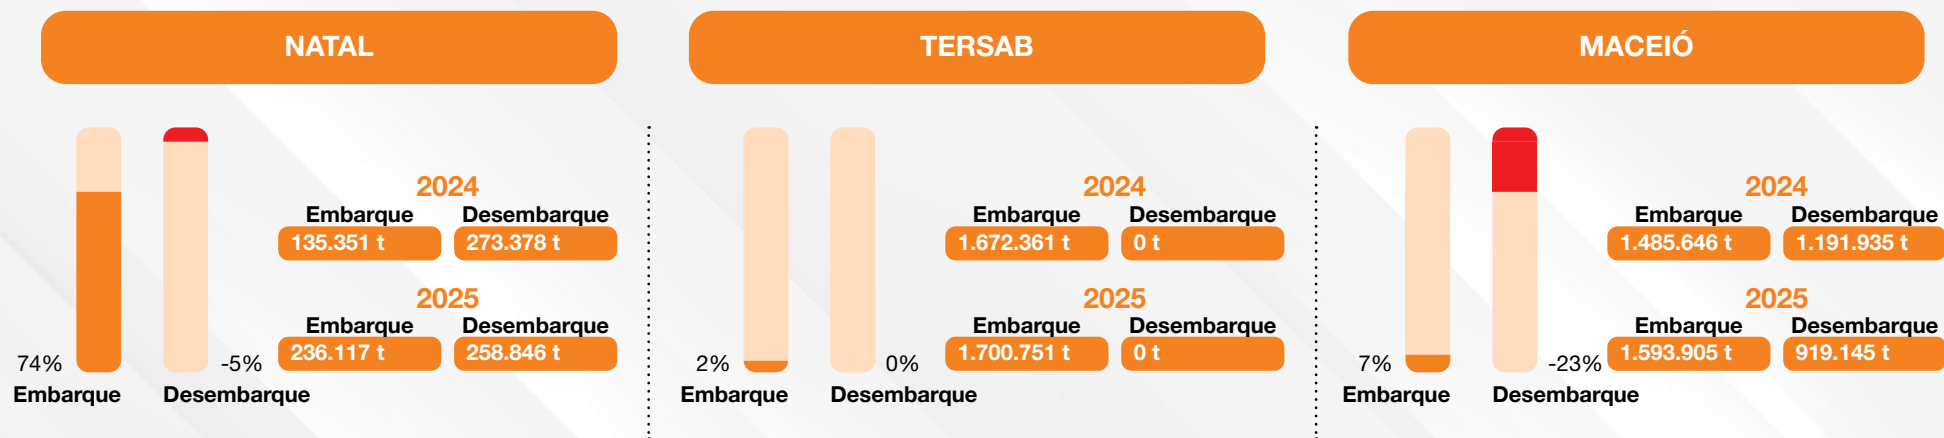 NATAL
2024
Embarque Desembarque
135.351 t 273.378 t
2025
Embarque Desembarque
236.117 t 258.846 t
74% -5%
Embarque Desembarque
TERSAB
2024
Embarque Desembarque
1.672.361 t 0 t
2025
Embarque Desembarque
1.700.751 t 0 t
2% 0%
Embarque Desembarque
MACEIÓ
2024
Embarque Desembarque
1.485.646 t 1.191.935 t
2025
Embarque Desembarque
1.593.905 t 919.145 t
7% -23%
Embarque Desembarque